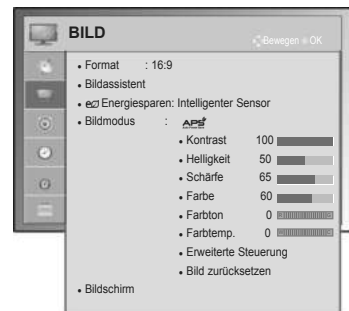 BILD
Bewegen OK
• Format : 16:9
• Bildassistent
• Energiesparen: Intelligenter Sensor
• Bildmodus : APS
• Kontrast 100
• Helligkeit 50
• Schärfe 65
• Farbe 60
• Farbton 0
• Farbtemp. 0
• Erweiterte Steuerung
• Bild zurücksetzen
• Bildschirm